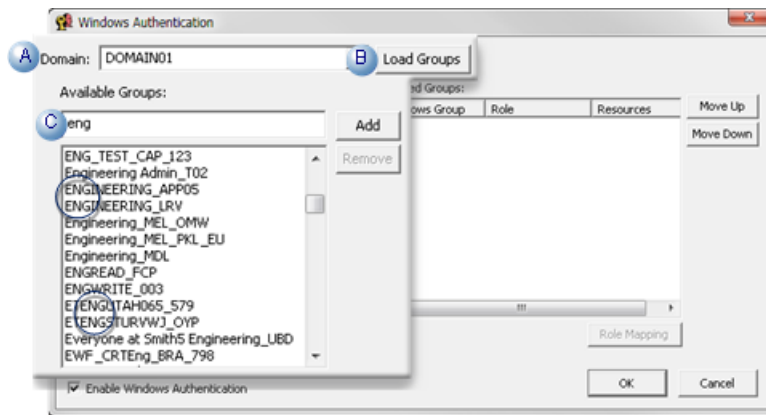 Windows Authentication
A Domain: DOMAIN01 B Load Groups
Available Groups:
ed Groups:
C eng
Add
Remove
ows Group Role Resources
Move Up
Move Down
ENG_TEST_CAP_123
Engineering Admin_T02
ENGINEERING_APP05
ENGINEERING_LRV
Engineering_MEL_OMW
Engineering_MEL_PKL_EU
Engineering_MDL
ENGREAD_FCP
ENGWRITE_003
ETENGUTAH065_579
ETENGSTURVWJ_OYP
Everyone at Smith5 Engineering_UBD
EWF_CRTEng_BRA_798
Role Mapping
Enable Windows Authentication
OK
Cancel